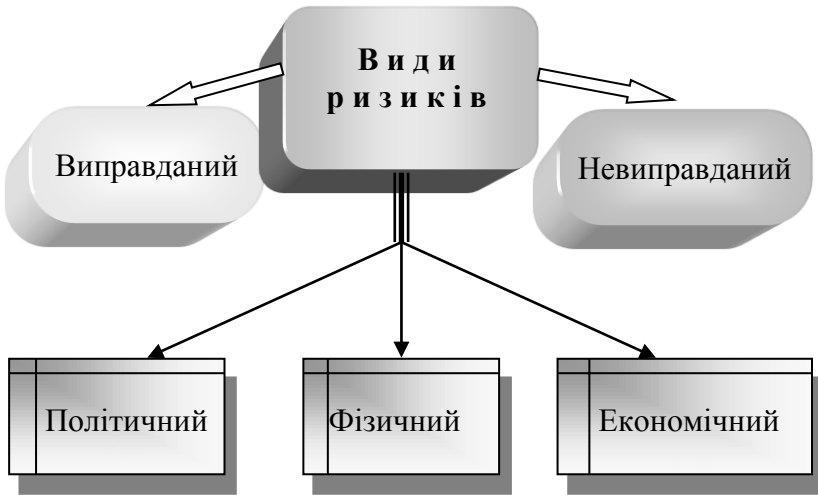 В и д и
р и з и к і в
Виправданий
Невиправданий
Політичний
Фізичний
Економічний